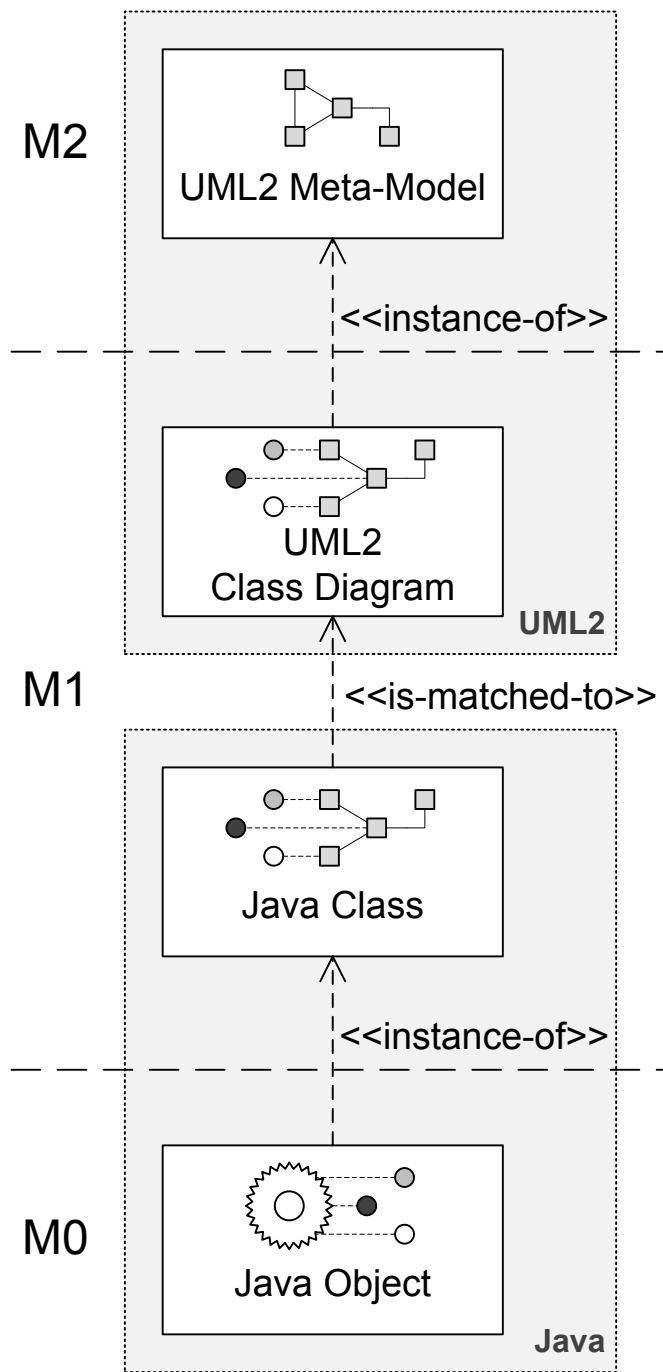 M2
UML2 Meta-Model
<<instance-of>>
UML2
Class Diagram
UML2
M1
<<is-matched-to>>
Java Class
<<instance-of>>
M0
Java Object
Java